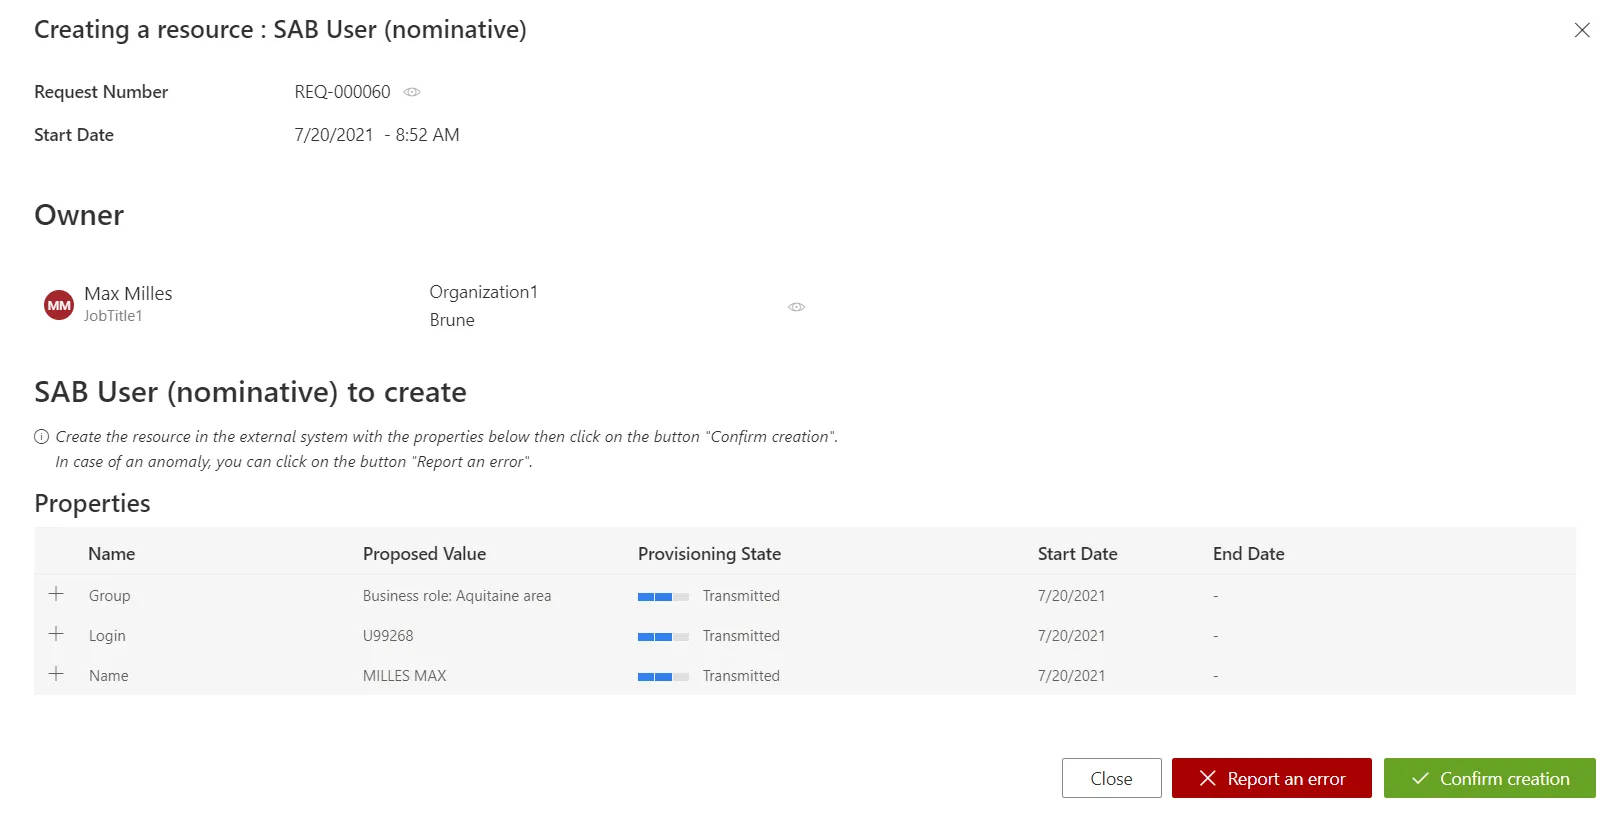 Creating a resource : SAB User (nominative)
Request Number REQ-000060
Start Date 7/20/2021 - 8:52 AM
Owner
MM Max Milles Organization1
JobTitle1 Brune
SAB User (nominative) to create
Create the resource in the external system with the properties below then click on the button "Confirm creation".
In case of an anomaly, you can click on the button "Report an error".
Properties
Name Proposed Value Provisioning State Start Date End Date
Group Business role: Aquitaine area Transmitted 7/20/2021 -
Login U99268 Transmitted 7/20/2021 -
Name MILLES MAX Transmitted 7/20/2021 -
Close Report an error Confirm creation